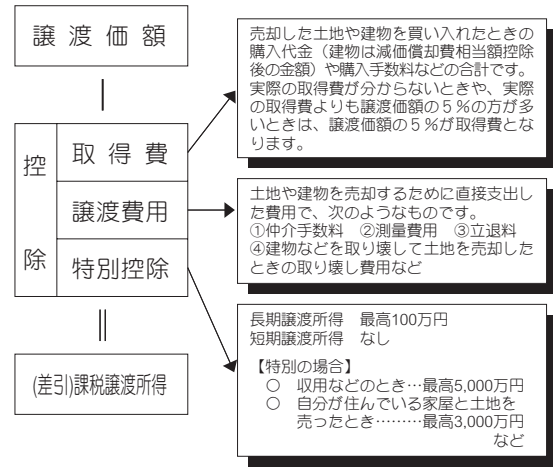 譲渡価額
控除
取得費
譲渡費用
特別控除
(差引)課税譲渡所得
売却した土地や建物を買い入れたときの
購入代金（建物は減価償却費相当額控除
後の金額）や購入手数料などの合計です。
実際の取得費が分からないときや、実際
の取得費よりも譲渡価額の５％の方が多
いときは、譲渡価額の５％が取得費とな
ります。
土地や建物を売却するために直接支出し
た費用で、次のようなものです。
①仲介手数料　②測量費用　③立退料
④建物などを取り壊して土地を売却した
ときの取り壊し費用など
長期譲渡所得　最高100万円
短期譲渡所得　なし
【特別の場合】
○　収用などのとき…最高5,000万円
○　自分が住んでいる家屋と土地を
売ったとき………最高3,000万円
など